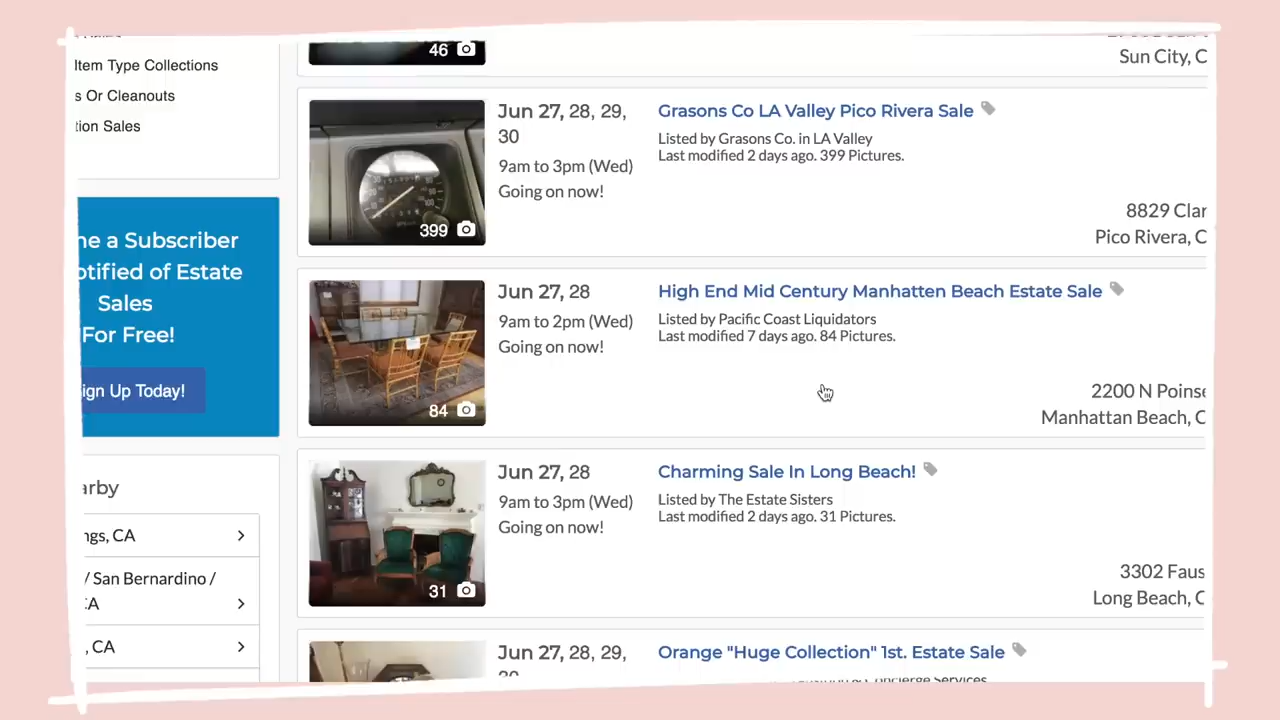 Item Type Collections
s Or Cleanouts
tion Sales
ne a Subscriber
otified of Estate
Sales
For Free!
ign Up Today!
arby
ngs, CA
/ San Bernardino /
CA
, CA
46
Sun City, C
399
Jun 27, 28, 29,
30
9am to 3pm (Wed)
Going on now!
Grasons Co LA Valley Pico Rivera Sale
Listed by Grasons Co. in LA Valley
Last modified 2 days ago. 399 Pictures.
8829 Clar
Pico Rivera, C
84
Jun 27, 28
9am to 2pm (Wed)
Going on now!
High End Mid Century Manhatten Beach Estate Sale
Listed by Pacific Coast Liquidators
Last modified 7 days ago. 84 Pictures.
2200 N Poinse
Manhattan Beach, C
31
Jun 27, 28
9am to 3pm (Wed)
Going on now!
Charming Sale In Long Beach!
Listed by The Estate Sisters
Last modified 2 days ago. 31 Pictures.
3302 Faus
Long Beach, C
Jun 27, 28, 29,
30
Orange "Huge Collection" 1st. Estate Sale
Concierge Services